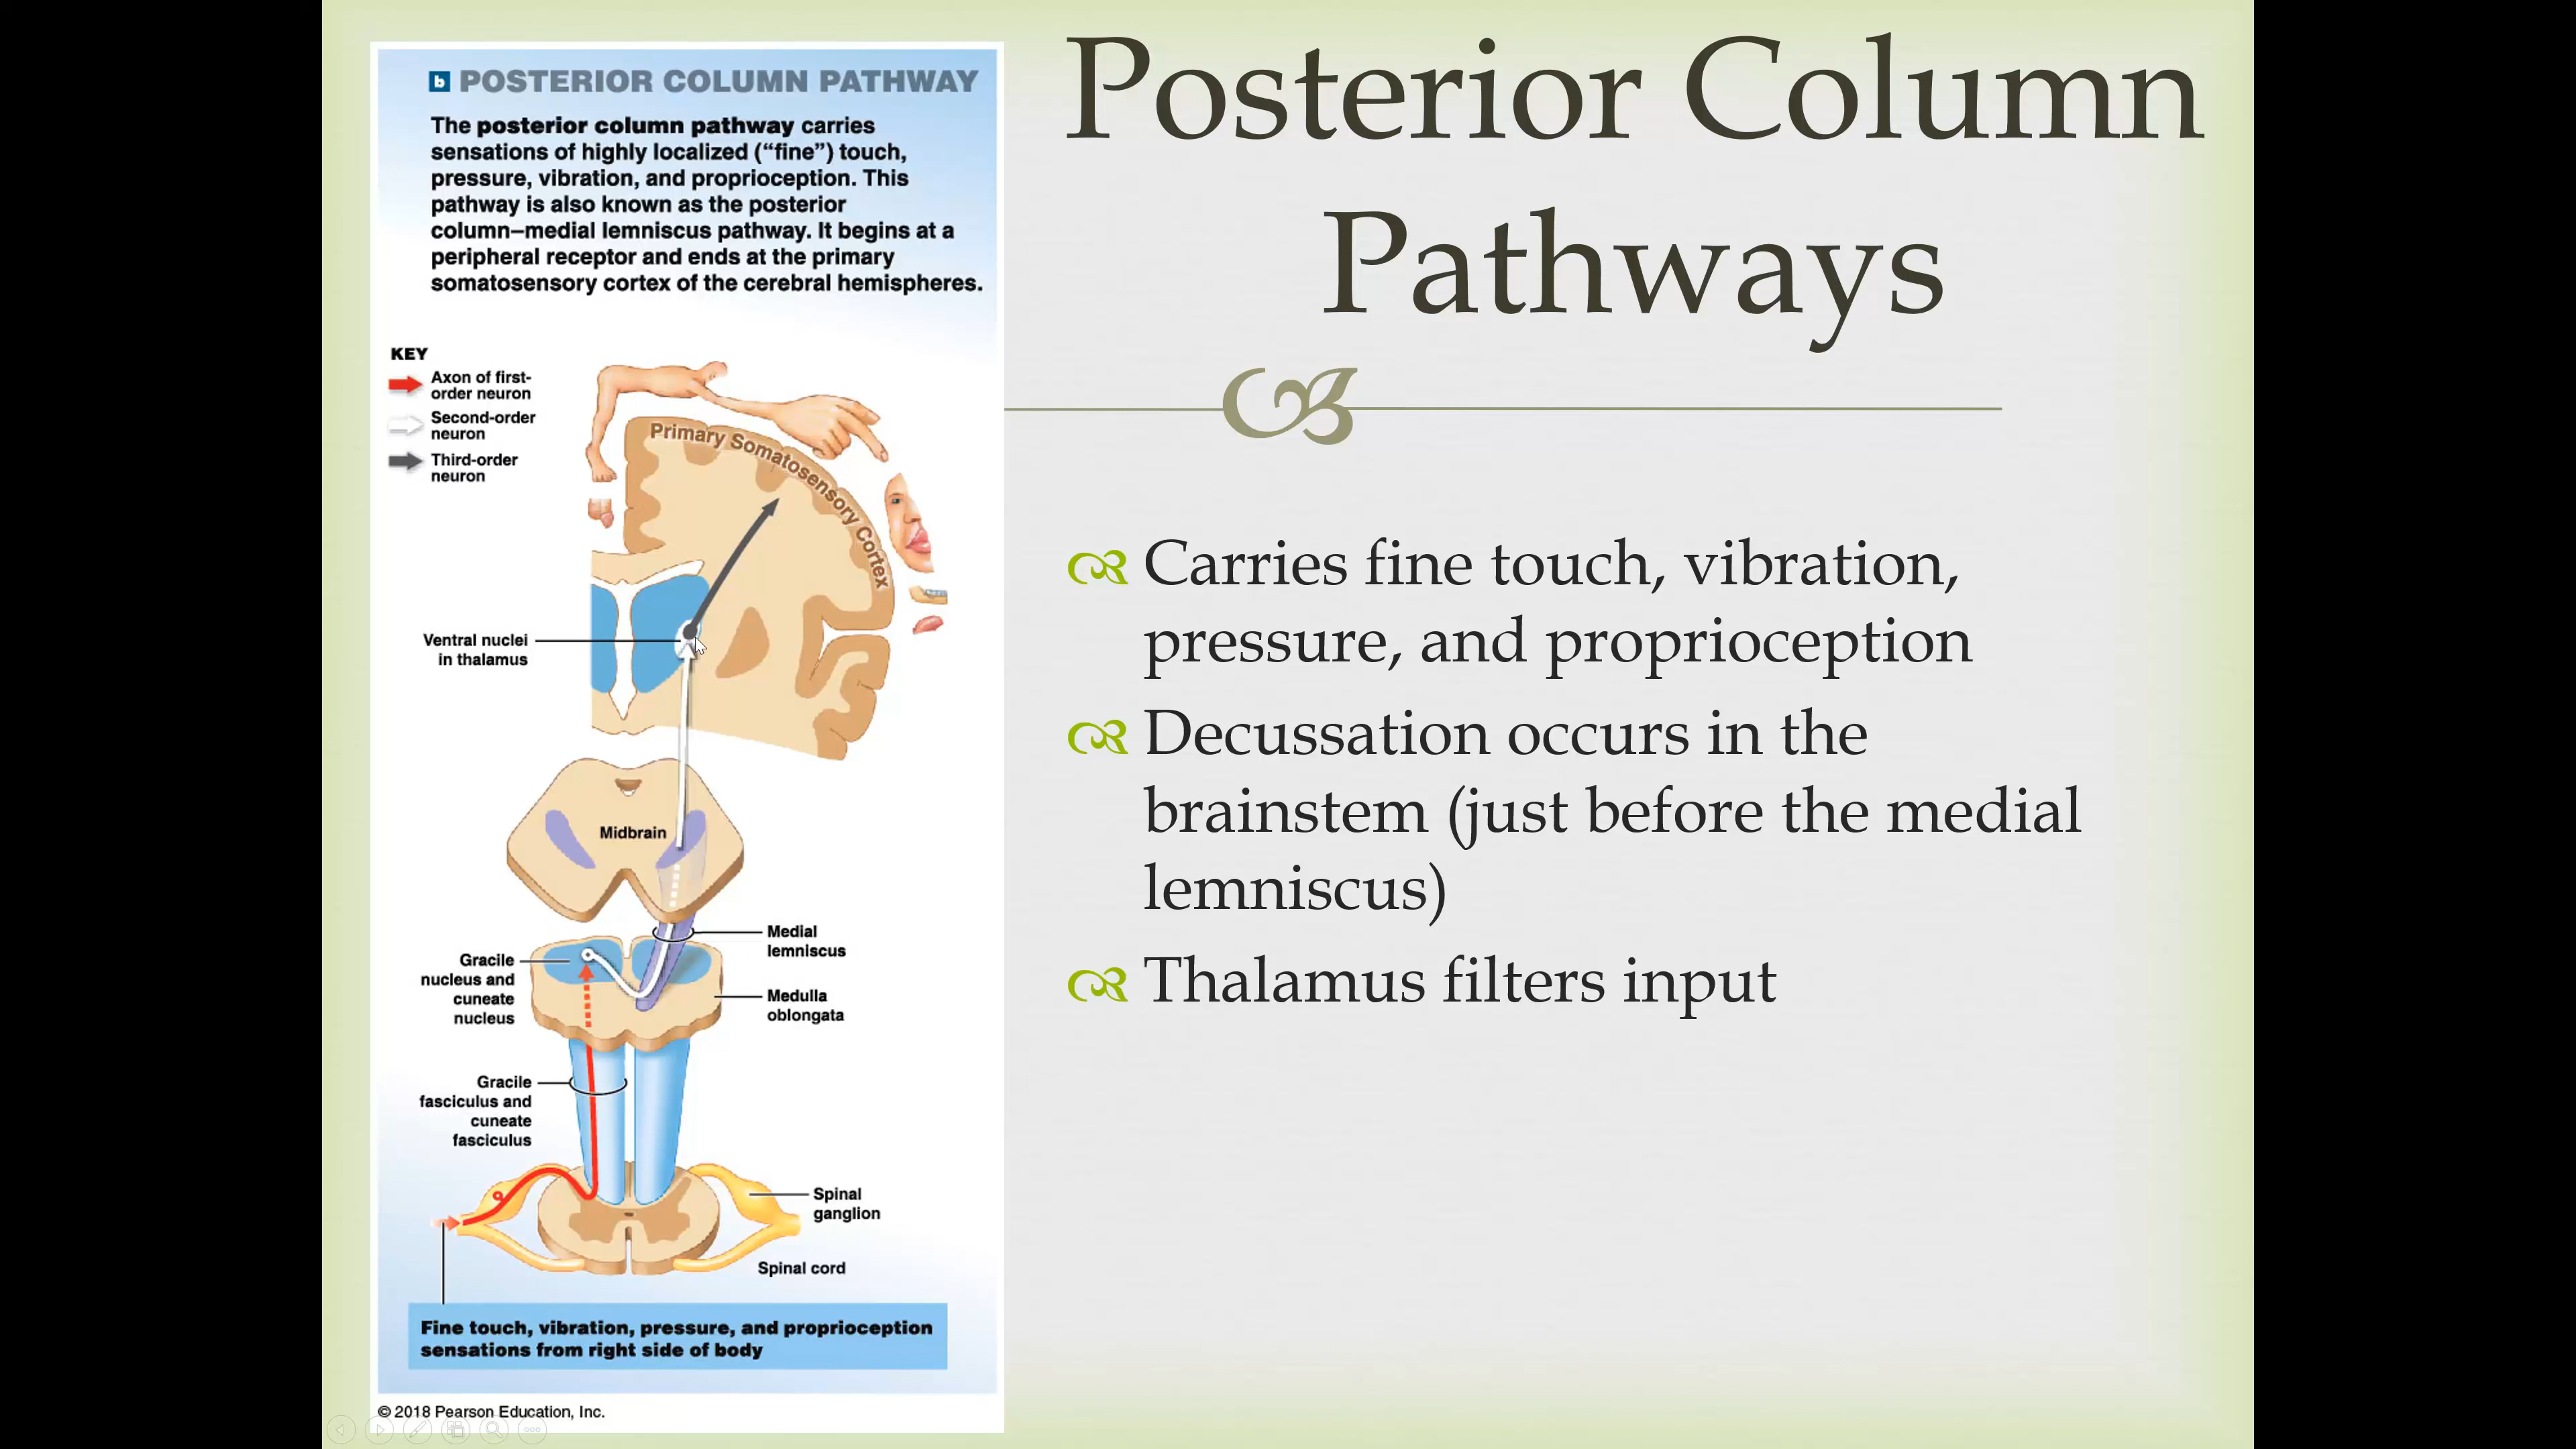 b POSTERIOR COLUMN PATHWAY
The posterior column pathway carries
sensations of highly localized (“fine”) touch,
pressure, vibration, and proprioception. This
pathway is also known as the posterior
column–medial lemniscus pathway. It begins at a
peripheral receptor and ends at the primary
somatosensory cortex of the cerebral hemispheres.
KEY
Axon of first-
order neuron
Second-order
neuron
Third-order
neuron
Primary Somatosensory Cortex
Ventral nuclei
in thalamus
Midbrain
Medial
lemniscus
Gracile
nucleus and
cuneate
nucleus
Medulla
oblongata
Gracile
fasciculus and
cuneate
fasciculus
Spinal
ganglion
Spinal cord
Fine touch, vibration, pressure, and proprioception
sensations from right side of body
© 2018 Pearson Education, Inc.
Posterior Column
Pathways
Carries fine touch, vibration,
pressure, and proprioception
Decussation occurs in the
brainstem (just before the medial
lemniscus)
Thalamus filters input